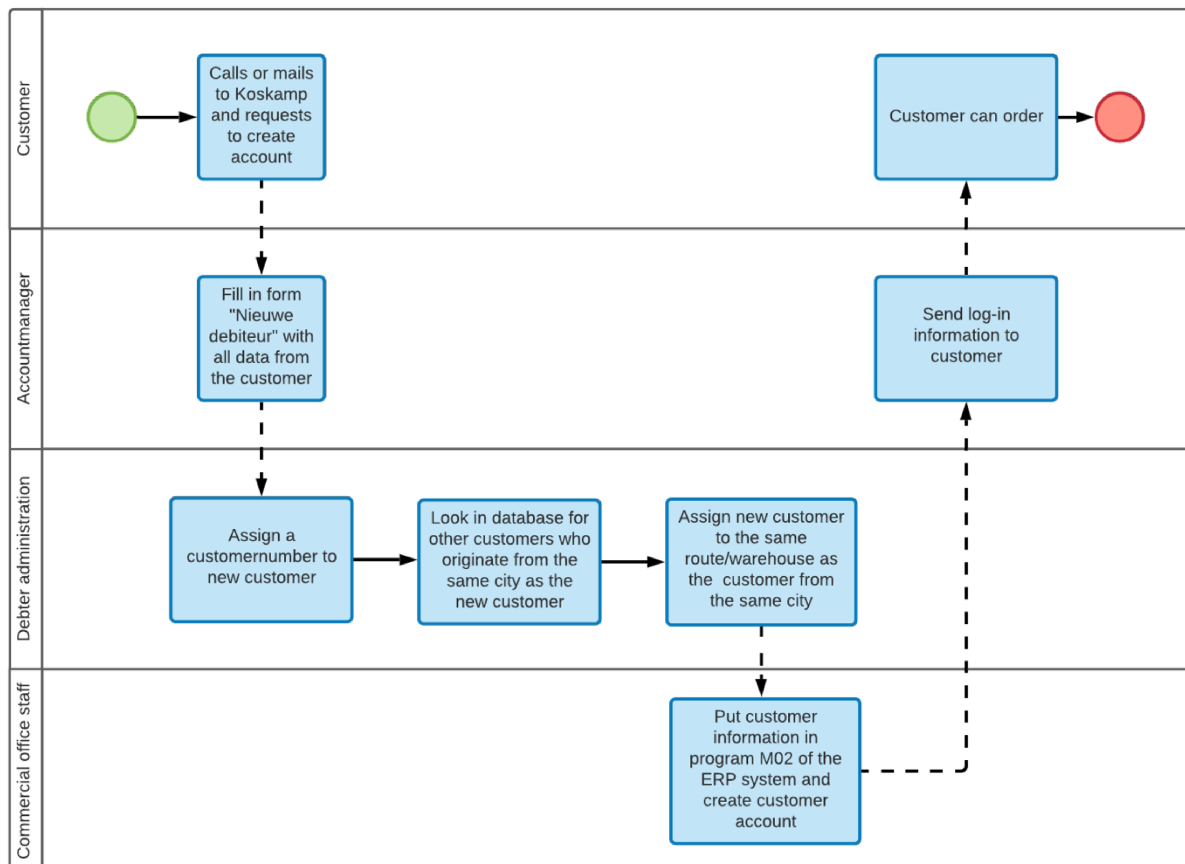 Customer
Calls or mails
to Koskamp
and requests
to create
account
Customer can order
Accountmanager
Fill in form
"Nieuwe
debiteur" with
all data from
the customer
Send log-in
information to
customer
Debter administration
Assign a
customernumber to
new customer
Look in database for
other customers who
originate from the
same city as the
new customer
Assign new customer
to the same
route/warehouse as
the customer from
the same city
Commercial office staff
Put customer
information in
program M02 of the
ERP system and
create customer
account